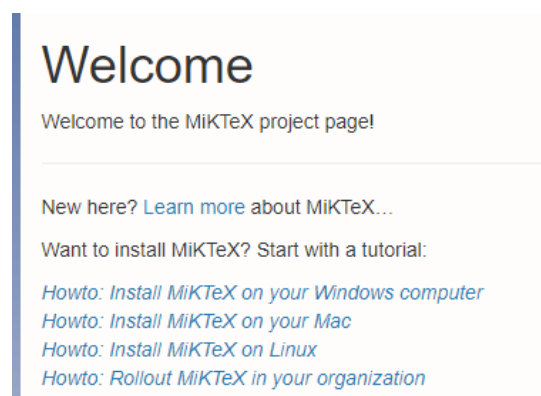 Welcome
Welcome to the MiKTeX project page!
New here? Learn more about MiKTeX...
Want to install MiKTeX? Start with a tutorial:
Howto: Install MiKTeX on your Windows computer
Howto: Install MiKTeX on your Mac
Howto: Install MiKTeX on Linux
Howto: Rollout MiKTeX in your organization